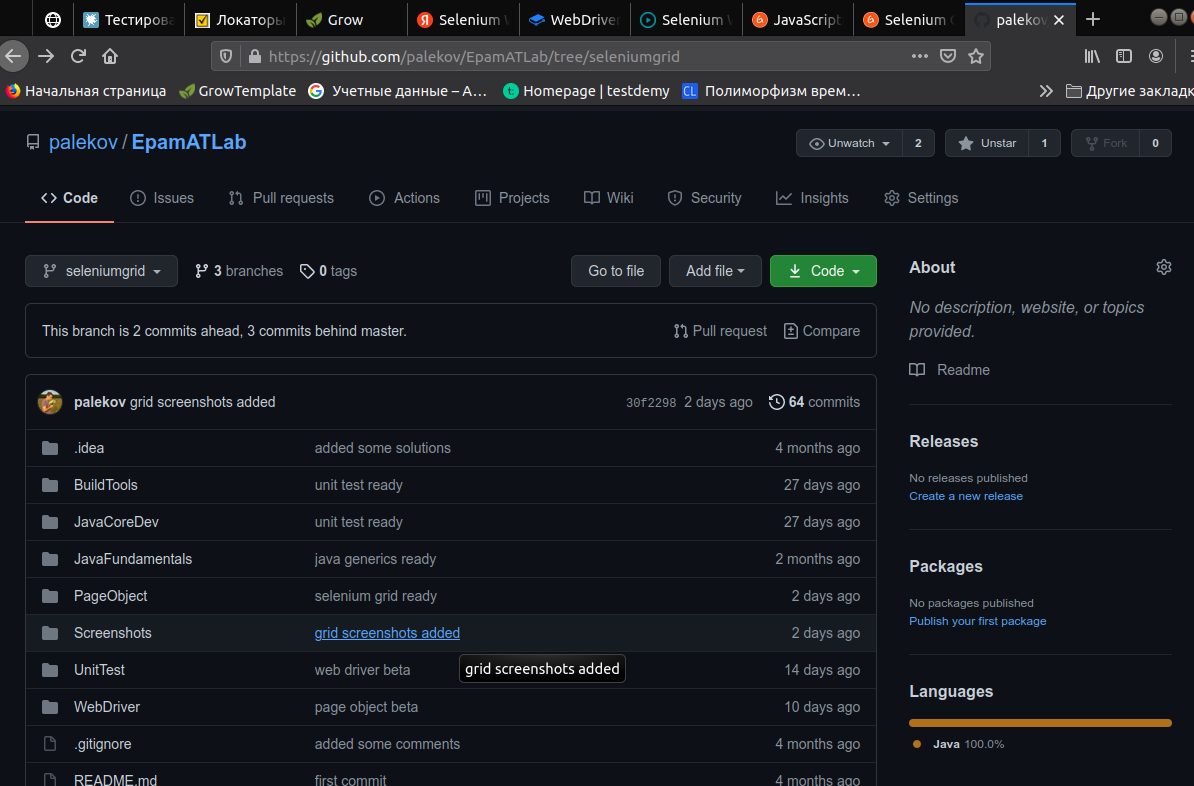 Тестирова
Локаторы
Grow
Selenium
WebDriver
Selenium
JavaScript
Selenium
palekov
https://github.com/palekov/EpamATLab/tree/seleniumgrid
Начальная страница
GrowTemplate
Учетные данные – А…
Homepage | testdemy
CL Полиморфизм врем…
Другие закладк
palekov / EpamATLab
Unwatch 2
Unstar 1
Fork 0
Code
Issues
Pull requests
Actions
Projects
Wiki
Security
Insights
Settings
seleniumgrid
3 branches
0 tags
Go to file
Add file
Code
This branch is 2 commits ahead, 3 commits behind master.
Pull request
Compare
palekov grid screenshots added 30f2298 2 days ago 64 commits
.idea added some solutions 4 months ago
BuildTools unit test ready 27 days ago
JavaCoreDev unit test ready 27 days ago
JavaFundamentals java generics ready 2 months ago
PageObject selenium grid ready 2 days ago
Screenshots grid screenshots added 2 days ago
UnitTest web driver beta 14 days ago
grid screenshots added
WebDriver page object beta 10 days ago
.gitignore added some comments 4 months ago
README.md first commit 4 months ago
About
No description, website, or topics
provided.
Readme
Releases
No releases published
Create a new release
Packages
No packages published
Publish your first package
Languages
Java 100.0%